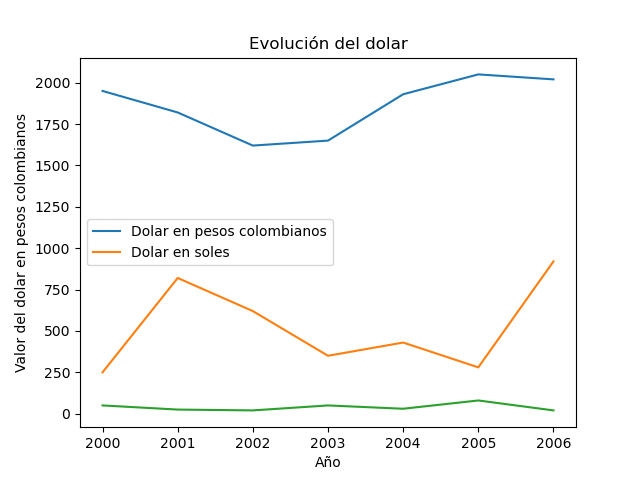 Evolución del dolar
Valor del dolar en pesos colombianos
2000
1750
1500
1250
1000
750
500
250
0
Dolar en pesos colombianos
Dolar en soles
2000 2001 2002 2003 2004 2005 2006
Año